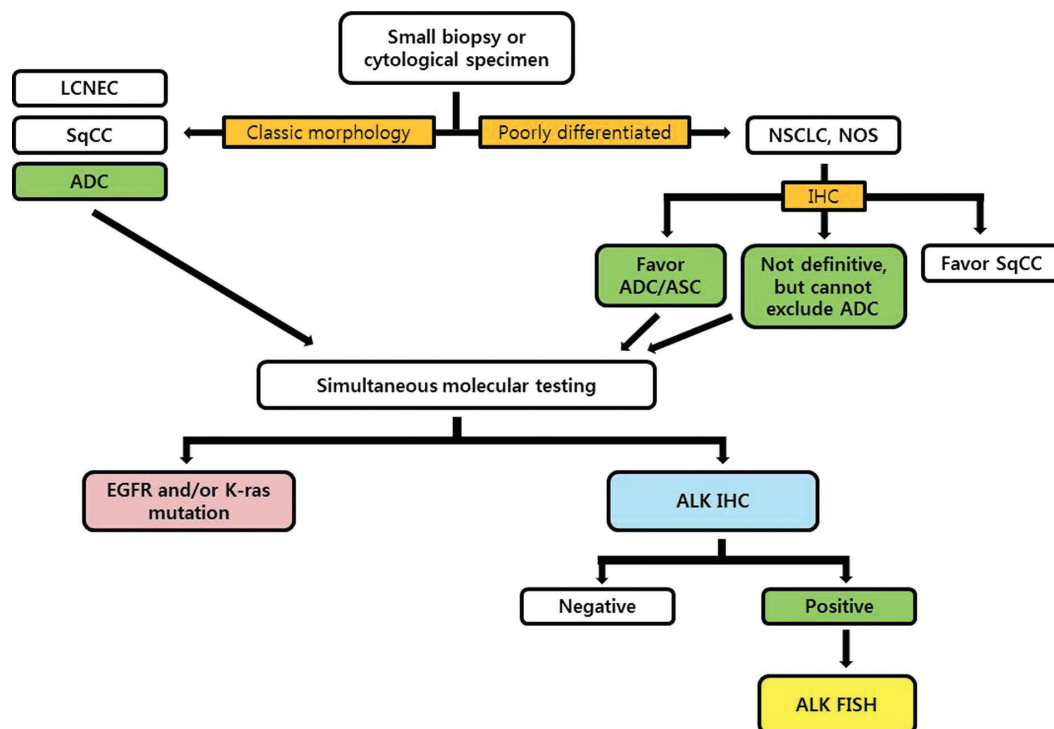 Small biopsy or
cytological specimen
LCNEC
SqCC
ADC
Classic morphology
Poorly differentiated
NSCLC, NOS
IHC
Favor
ADC/ASC
Not definitive,
but cannot
exclude ADC
Favor SqCC
Simultaneous molecular testing
EGFR and/or K-ras
mutation
ALK IHC
Negative
Positive
ALK FISH